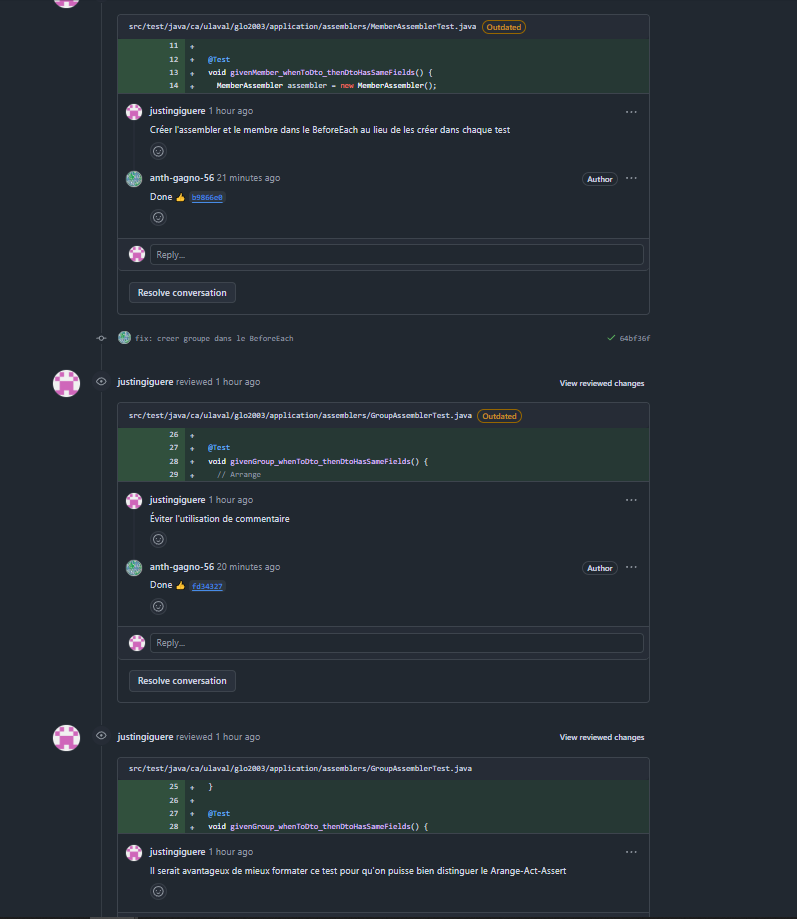 src/test/java/ca/ulaval/glo2003/application/assemblers/MemberAssemblerTest.java Outdated
11 +
12 + @Test
13 + void givenMember_whenToDto_thenDtoHasSameFields() {
14 + MemberAssembler assembler = new MemberAssembler();
justingiguere 1 hour ago
Créer l'assembler et le membre dans le BeforeEach au lieu de les créer dans chaque test
anth-gagno-56 21 minutes ago Author
Done 👍 b9866e0
Reply...
Resolve conversation
fix: creer groupe dans le BeforeEach 64bf36f
justingiguere reviewed 1 hour ago View reviewed changes
src/test/java/ca/ulaval/glo2003/application/assemblers/GroupAssemblerTest.java Outdated
26 +
27 + @Test
28 + void givenGroup_whenToDto_thenDtoHasSameFields() {
29 + // Arrange
justingiguere 1 hour ago
Éviter l'utilisation de commentaire
anth-gagno-56 20 minutes ago Author
Done 👍 fd34327
Reply...
Resolve conversation
justingiguere reviewed 1 hour ago View reviewed changes
src/test/java/ca/ulaval/glo2003/application/assemblers/GroupAssemblerTest.java
25 + }
26 +
27 + @Test
28 + void givenGroup_whenToDto_thenDtoHasSameFields() {
justingiguere 1 hour ago
Il serait avantageux de mieux formater ce test pour qu'on puisse bien distinguer le Arange-Act-Assert